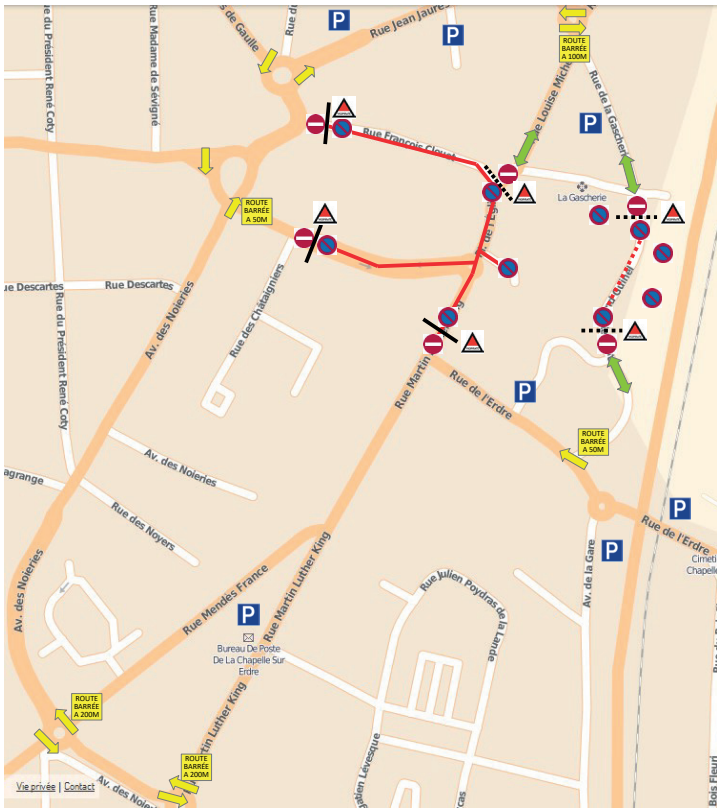 Rue du Président René Coty
Rue Madame de Sévigné
de Gaulle
Rue Jean Jaurès
P
P
ROUTE
BARRÉE
A 100M
Rue de la Gascherie
P
Rue François Clouet
La Gascherie
ROUTE
BARRÉE
A 50M
Rue Descartes
Rue Descartes
Rue du Président René Coty
Av. des Noieries
Rue des Châtaigniers
Rue Martin
Rue de l'Erdre
P
ROUTE
BARRÉE
A 50M
Av. des Noieries
Rue des Noyers
Av. des Noieries
P
Rue de l'Erdre
P
Av. de la Gare
Rue Mendès France
Rue Martin Luther King
Rue Julien Poydras de
la Lande
P
Bureau De Poste
De La Chapelle Sur
Erdre
ROUTE
BARRÉE
A 200M
Martin Luther King
ROUTE
BARRÉE
A 200M
Av. des Noieries
Vie privée | Contact